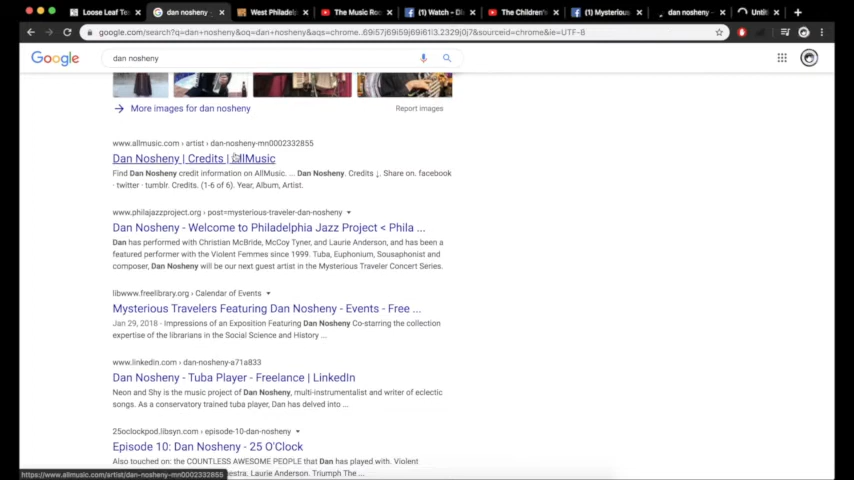 Loose Leaf Te
dan nosheny
West Philadel
The Music Ro
(1) Watch - Di
The Children's
(1) Mysterious
dan nosheny
Untitl
google.com/search?q=dan+nosheny&oq=dan+nosheny&aqs=chrome..69i57j69i59j69i61l3.2329j0j7&sourceid=chrome&ie=UTF-8
Google
dan nosheny
More images for dan nosheny
Report images
www.allmusic.com › artist › dan-nosheny-mn0002332855
Dan Nosheny | Credits | AllMusic
Find Dan Nosheny credit information on AllMusic. ... Dan Nosheny. Credits ↓. Share on. facebook
· twitter · tumblr. Credits. (1-6 of 6). Year, Album, Artist.
www.philajazzproject.org › post=mysterious-traveler-dan-nosheny
Dan Nosheny - Welcome to Philadelphia Jazz Project < Phila ...
Dan has performed with Christian McBride, McCoy Tyner, and Laurie Anderson, and has been a
featured performer with the Violent Femmes since 1999. Tuba, Euphonium, Sousaphonist and
composer, Dan Nosheny will be our next guest artist in the Mysterious Traveler Concert Series.
libwww.freelibrary.org › Calendar of Events
Mysterious Travelers Featuring Dan Nosheny - Events - Free ...
Jan 29, 2018 - Impressions of an Exposition Featuring Dan Nosheny Co-starring the collection
expertise of the librarians in the Social Science and History ...
www.linkedin.com › dan-nosheny-a71a833
Dan Nosheny - Tuba Player - Freelance | LinkedIn
Neon and Shy is the music project of Dan Nosheny, multi-instrumentalist and writer of eclectic
songs. As a conservatory trained tuba player, Dan has delved into ...
25oclockpod.libsyn.com › episode-10-dan-nosheny
Episode 10: Dan Nosheny - 25 O'Clock
Also touched on: the COUNTLESS AWESOME PEOPLE that Dan has played with. Violent
estra. Laurie Anderson. Triumph The ...
https://www.allmusic.com/artist/dan-nosheny-mn0002332855